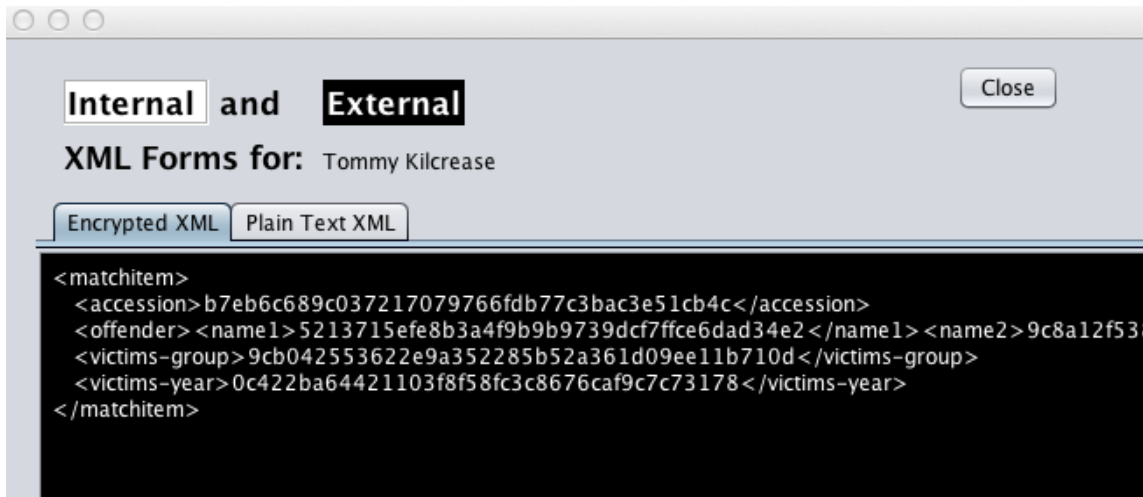 Internal and External
Close
XML Forms for: Tommy Kilcrease
Encrypted XML Plain Text XML
<matchitem>
<accession>b7eb6c689c037217079766fdb77c3bac3e51cb4c</accession>
<offender><name1>5213715efe8b3a4f9b9b9739dcf7ffce6dad34e2</name1><name2>9c8a12f53
<victims-group>9cb042553622e9a352285b52a361d09ee11b710d</victims-group>
<victims-year>0c422ba64421103f8f58fc3c8676caf9c7c73178</victims-year>
</matchitem>